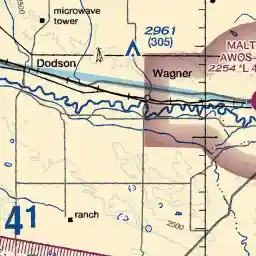 microwave
tower
2961
(305)
MALT
AWOS-
2254 *L 4
Dodson
Wagner
41
ranch
2500